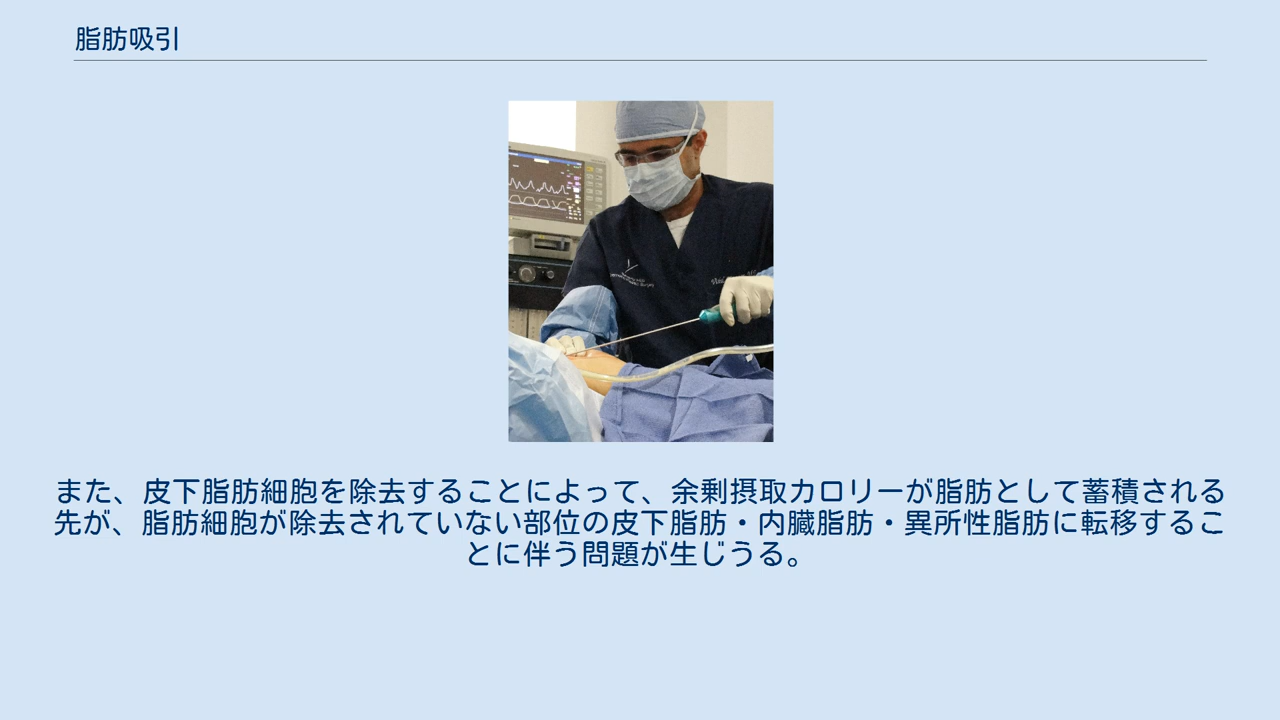 脂肪吸引
また、皮下脂肪細胞を除去することによって、余剰摂取カロリーが脂肪として蓄積される
先が、脂肪細胞が除去されていない部位の皮下脂肪・内臓脂肪・異所性脂肪に転移するこ
とに伴う問題が生じうる。